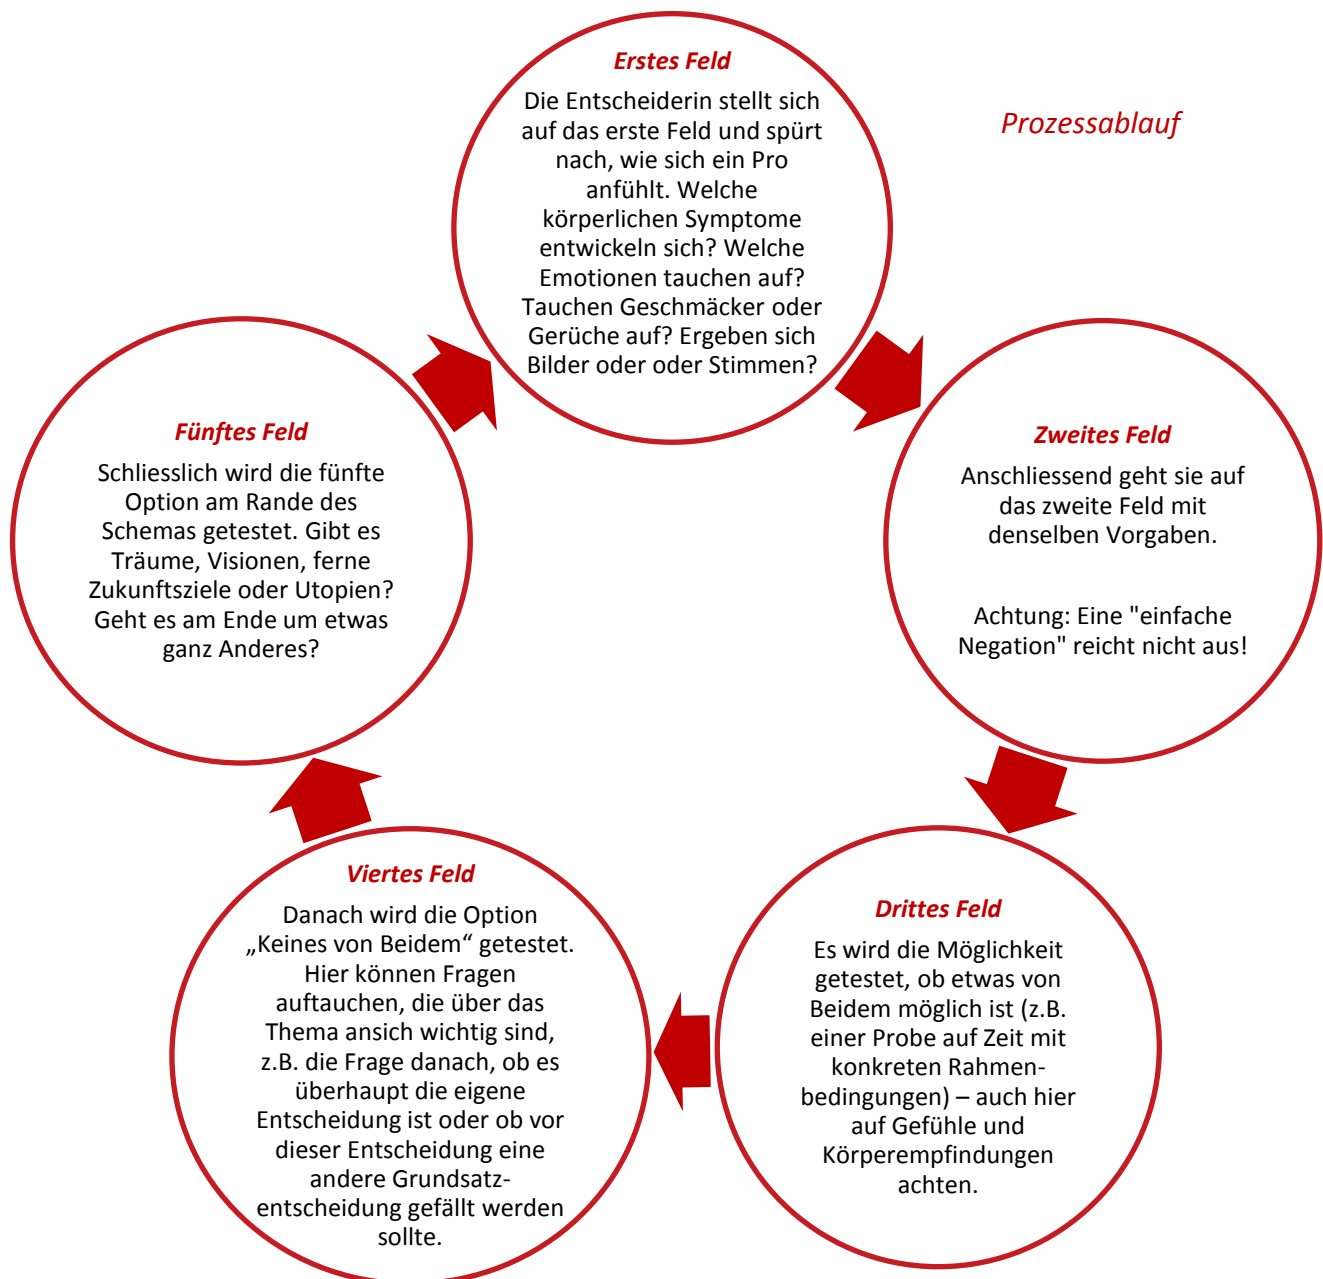 Prozessablauf
Erstes Feld
Die Entscheiderin stellt sich
auf das erste Feld und spürt
nach, wie sich ein Pro
anfühlt. Welche
körperlichen Symptome
entwickeln sich? Welche
Emotionen tauchen auf?
Tauchen Geschmäcker oder
Gerüche auf? Ergeben sich
Bilder oder oder Stimmen?
Zweites Feld
Anschliessend geht sie auf
das zweite Feld mit
denselben Vorgaben.
Achtung: Eine "einfache
Negation" reicht nicht aus!
Drittes Feld
Es wird die Möglichkeit
getestet, ob etwas von
Beidem möglich ist (z.B.
einer Probe auf Zeit mit
konkreten Rahmen-
bedingungen) – auch hier
auf Gefühle und
Körperempfindungen
achten.
Viertes Feld
Danach wird die Option
„Keines von Beidem“ getestet.
Hier können Fragen
auftauchen, die über das
Thema ansich wichtig sind,
z.B. die Frage danach, ob es
überhaupt die eigene
Entscheidung ist oder ob vor
dieser Entscheidung eine
andere Grundsatz-
entscheidung gefällt werden
sollte.
Fünftes Feld
Schliesslich wird die fünfte
Option am Rande des
Schemas getestet. Gibt es
Träume, Visionen, ferne
Zukunftsziele oder Utopien?
Geht es am Ende um etwas
ganz Anderes?